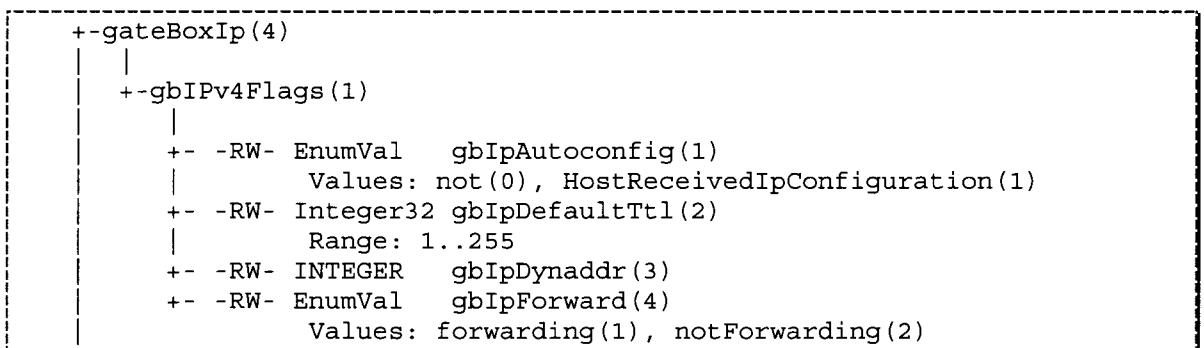 +-gateBoxIp(4)
| |
| +-gbIPv4Flags(1)
| |
| +- -RW- EnumVal gbIpAutoconfig(1)
| | Values: not(0), HostReceivedIpConfiguration(1)
| +- -RW- Integer32 gbIpDefaultTtl(2)
| | Range: 1..255
| +- -RW- INTEGER gbIpDynaddr(3)
| +- -RW- EnumVal gbIpForward(4)
| Values: forwarding(1), notForwarding(2)